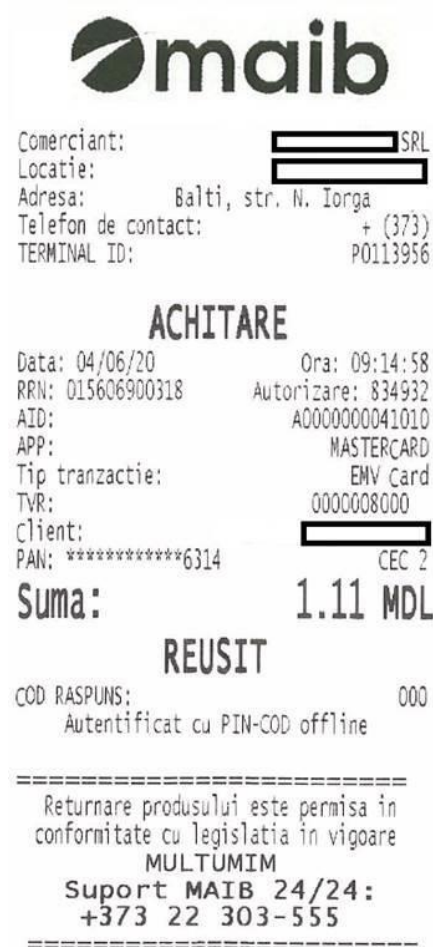 maib
Comerciant: SRL
Locatie:
Adresa: Balti, str. N. Iorga
Telefon de contact: + (373)
TERMINAL ID: P0113956
ACHITARE
Data: 04/06/20 Ora: 09:14:58
RRN: 015606900318 Autorizare: 834932
AID: A0000000041010
APP: MASTERCARD
Tip tranzactie: EMV Card
TVR: 0000008000
Client:
PAN: ************6314 CEC 2
Suma: 1.11 MDL
REUSIT
COD RASPUNS: 000
Autentificat cu PIN-COD offline
==========================
Returnare produsului este permisa in
conformitate cu legislatia in vigoare
MULTUMIM
Suport MAIB 24/24:
+373 22 303-555
==========================